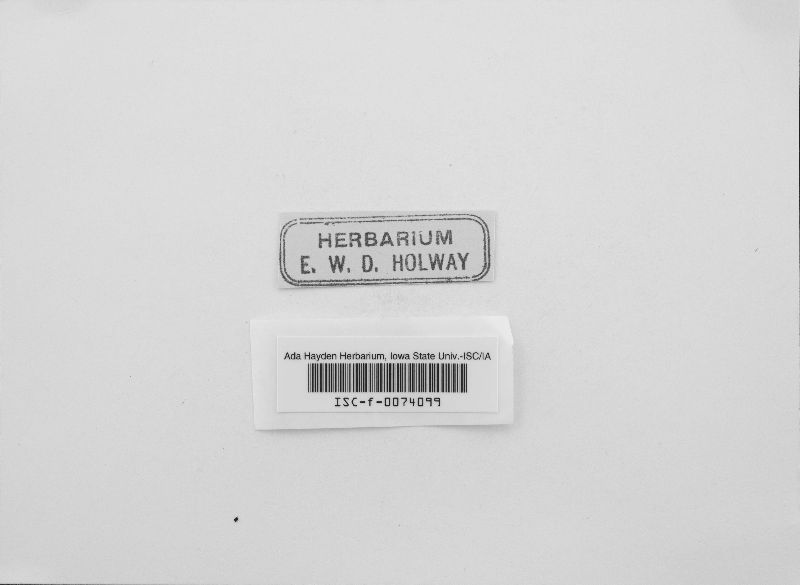 HERBARIUM
E. W. D. HOLWAY
Ada Hayden Herbarium, Iowa State Univ.-ISC/IA
ISC-f-0074099